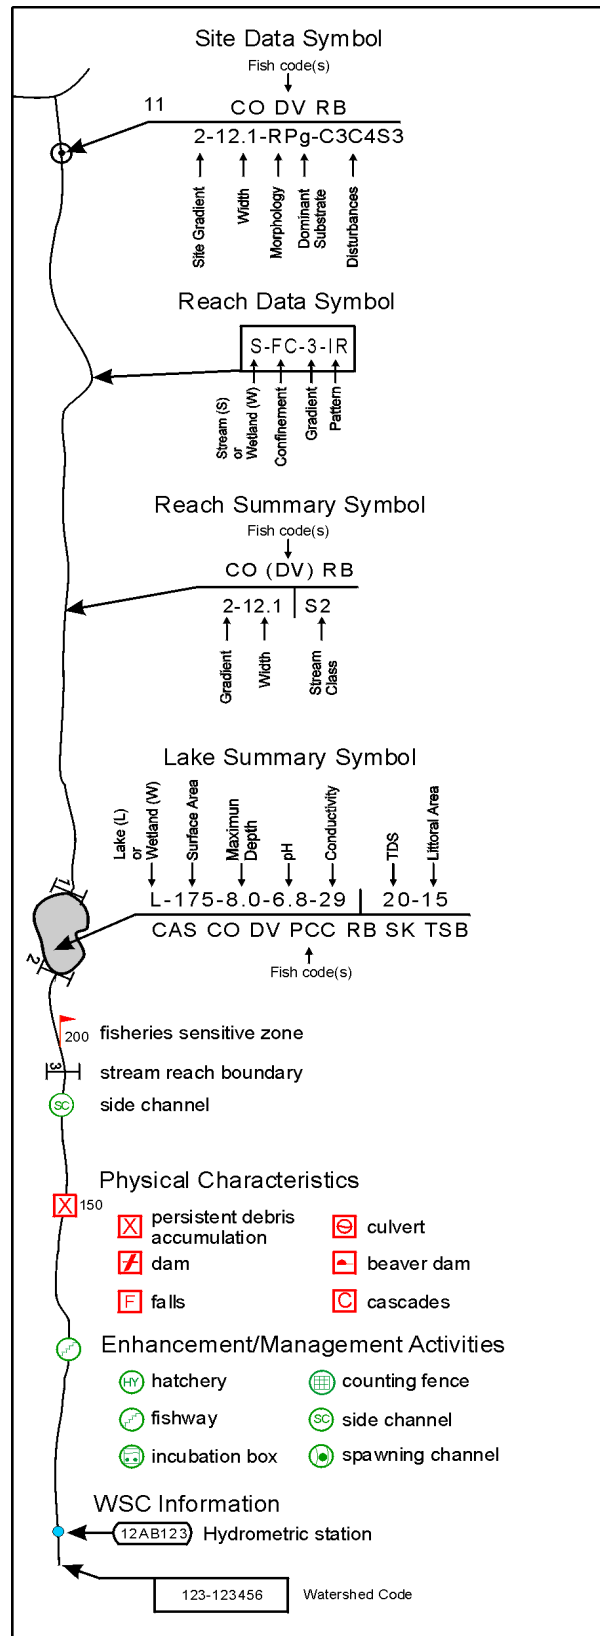 Site Data Symbol
Fish code(s)
11
CO DV RB
2-12.1-RPg-C3C4S3
Site Gradient
Width
Morphology
Dominant
Substrate
Disturbances
Reach Data Symbol
S-FC-3-IR
Stream (S)
or
Wetland (W)
Confinement
Gradient
Pattern
Reach Summary Symbol
Fish code(s)
CO (DV) RB
2-12.1 S2
Gradient
Width
Stream
Class
Lake Summary Symbol
Lake (L)
or
Wetland (W)
Surface Area
Maximun
Depth
pH
Conductivity
TDS
Littoral Area
1
L-175-8.0-6.8-29 20-15
CAS CO DV PCC RB SK TSB
Fish code(s)
2
200 fisheries sensitive zone
3 stream reach boundary
SC side channel
Physical Characteristics
X 150
X persistent debris
accumulation
culvert
dam
beaver dam
F falls
C cascades
Enhancement/Management Activities
HY hatchery
counting fence
fishway
SC side channel
incubation box
spawning channel
WSC Information
12AB123 Hydrometric station
123-123456 Watershed Code